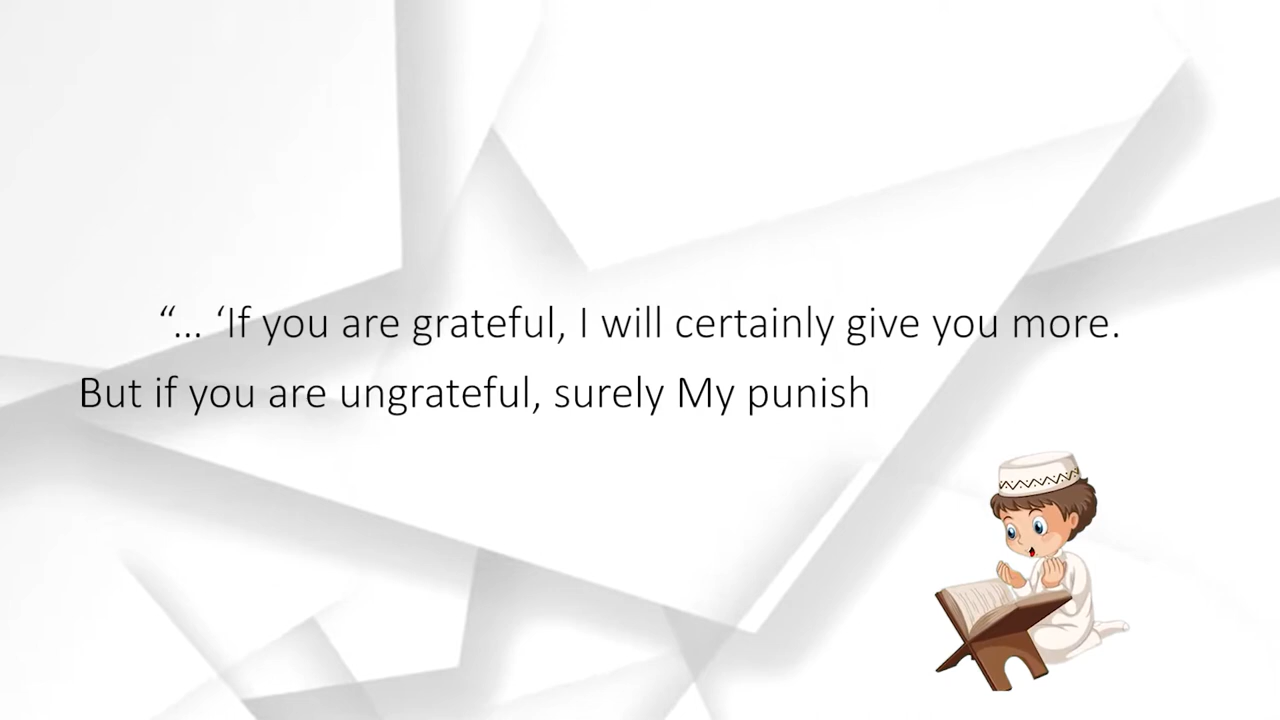 “... ‘If you are grateful, I will certainly give you more.
But if you are ungrateful, surely My punish